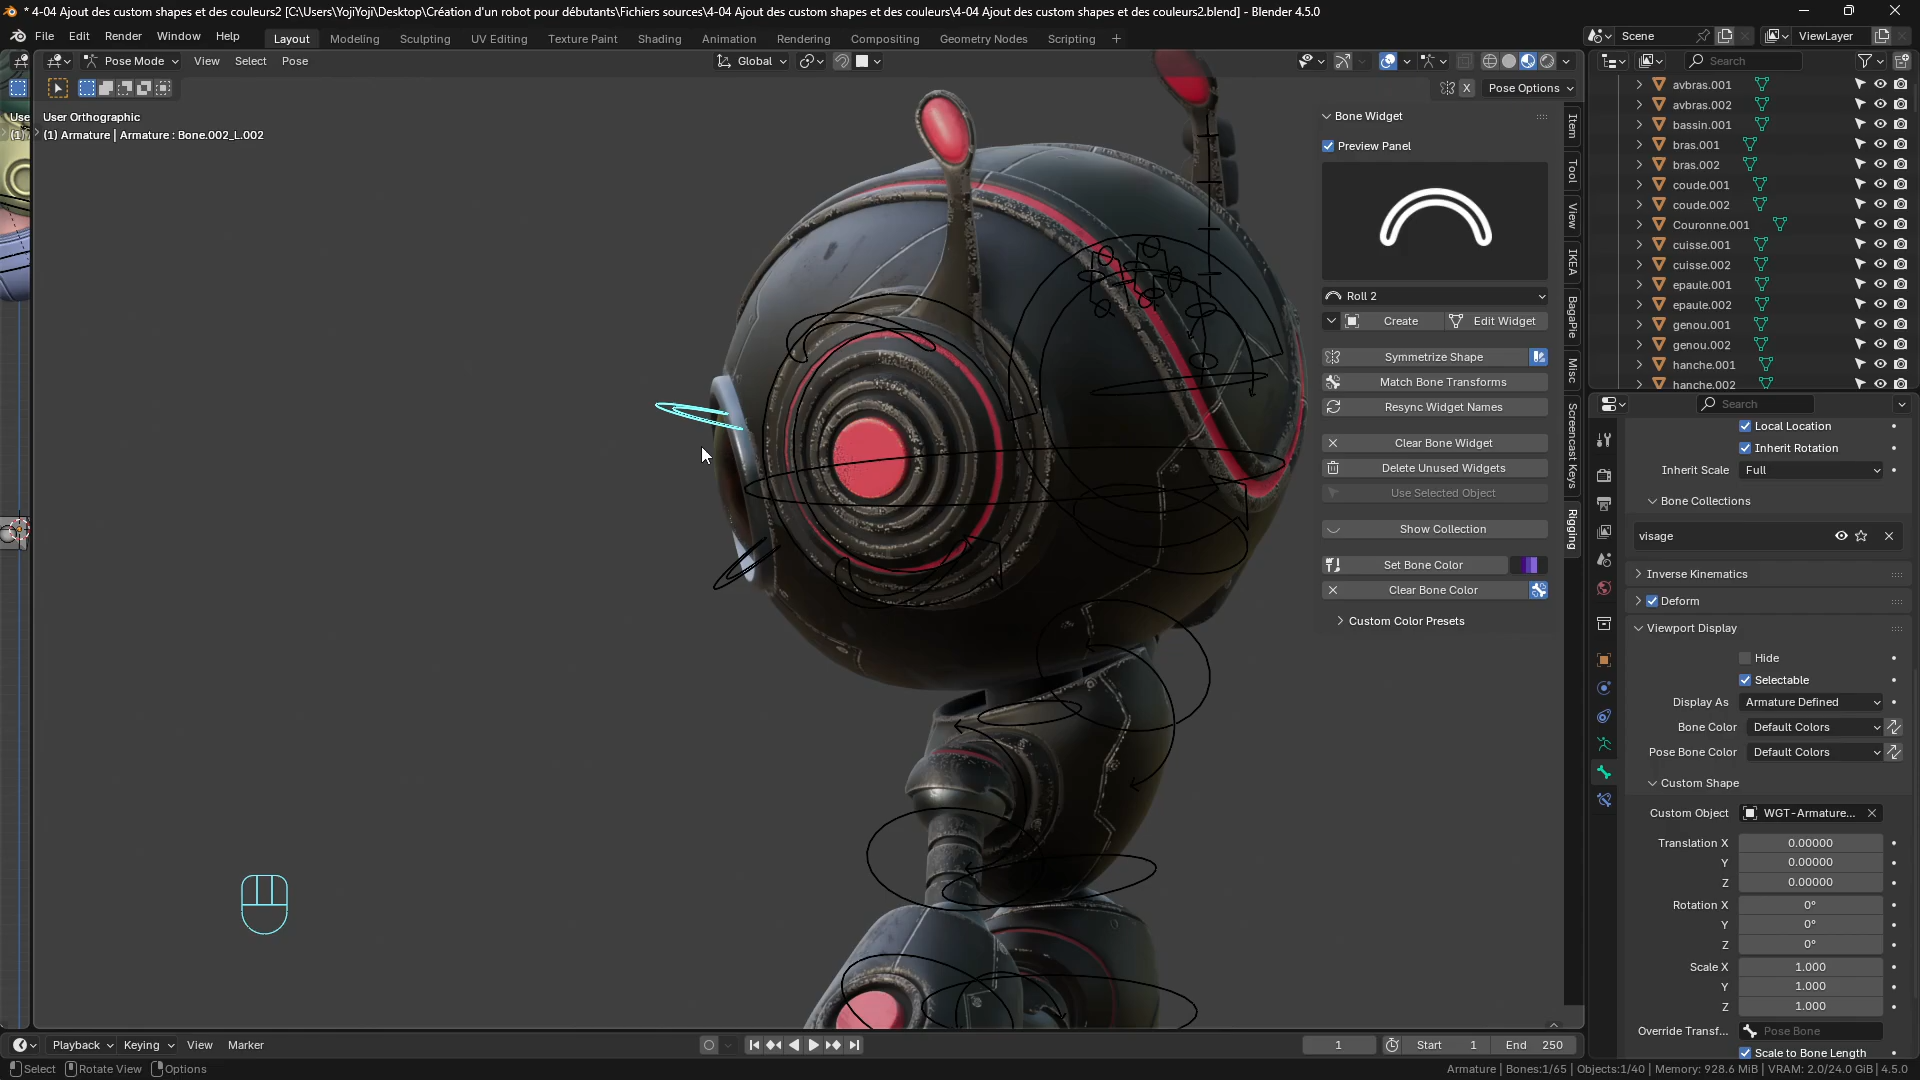 * 4-04 Ajout des custom shapes et des couleurs2 [C:\Users\YojiYoji\Desktop\Création d'un robot pour débutants\Fichiers sources\4-04 Ajout des custom shapes et des couleurs\4-04 Ajout des custom shapes et des couleurs2.blend] - Blender 4.5.0
File Edit Render Window Help Layout Modeling Sculpting UV Editing Texture Paint Shading Animation Rendering Compositing Geometry Nodes Scripting + Scene ViewLayer
Pose Mode View Select Pose Global Search
X Pose Options
Use
User Orthographic
(1)
(1) Armature | Armature : Bone.002_L.002
Bone Widget
Preview Panel
Roll 2
Create Edit Widget
Symmetrize Shape
Match Bone Transforms
Resync Widget Names
Clear Bone Widget
Delete Unused Widgets
Use Selected Object
Show Collection
Set Bone Color
Clear Bone Color
Custom Color Presets
Item
Tool
View
IKEA
BagaPie
Misc
Screencast Keys
Rigging
avbras.001
avbras.002
bassin.001
bras.001
bras.002
coude.001
coude.002
Couronne.001
cuisse.001
cuisse.002
epaule.001
epaule.002
genou.001
genou.002
hanche.001
hanche.002
Search
Local Location
Inherit Rotation
Inherit Scale Full
Bone Collections
visage
Inverse Kinematics
Deform
Viewport Display
Hide
Selectable
Display As Armature Defined
Bone Color Default Colors
Pose Bone Color Default Colors
Custom Shape
Custom Object WGT-Armature...
Translation X 0.00000
Y 0.00000
Z 0.00000
Rotation X 0°
Y 0°
Z 0°
Scale X 1.000
Y 1.000
Z 1.000
Override Transf... Pose Bone
Scale to Bone Length
Playback Keying View Marker 1 Start 1 End 250
Select Rotate View Options Armature | Bones:1/65 | Objects:1/40 | Memory: 928.6 MiB | VRAM: 2.0/24.0 GiB | 4.5.0